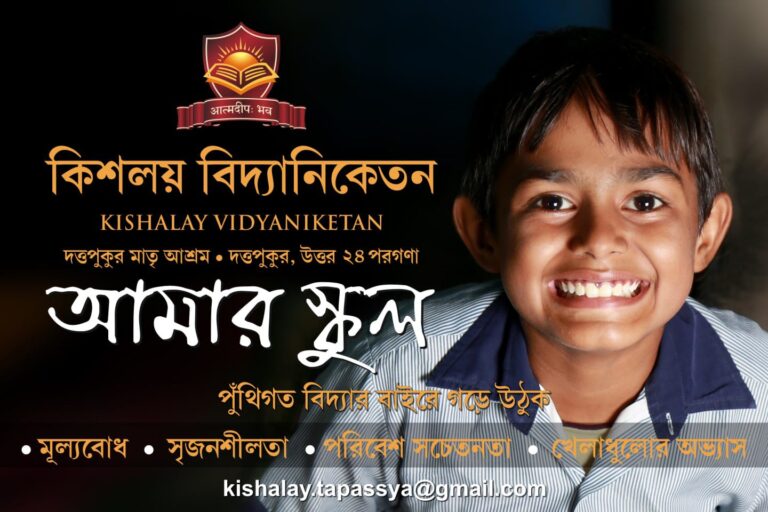 आत्मदीपः भव
কিশলয় বিদ্যানিকেতন
KISHALAY VIDYANIKETAN
দত্তপুকুর মাতৃ আশ্রম • দত্তপুকুর, উত্তর ২৪ পরগণা
আমার স্কুল
পুঁথিগত বিদ্যার বাইরে গড়ে উঠুক
• মূল্যবোধ • সৃজনশীলতা • পরিবেশ সচেতনতা • খেলাধুলোর অভ্যাস
kishalay.tapassya@gmail.com